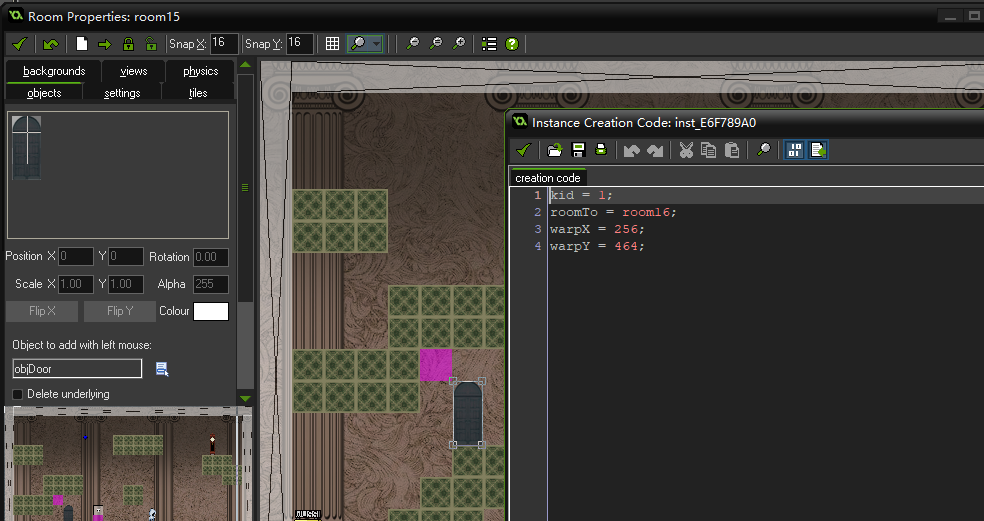 Room Properties: room15
Snap X: 16 Snap Y: 16
backgrounds views physics
objects settings tiles
Position X 0 Y 0 Rotation 0.00
Scale X 1.00 Y 1.00 Alpha 255
Flip X Flip Y Colour
Object to add with left mouse:
objDoor
Delete underlying
Instance Creation Code: inst_E6F789A0
creation code
1 kid = 1;
2 roomTo = room16;
3 warpX = 256;
4 warpY = 464;